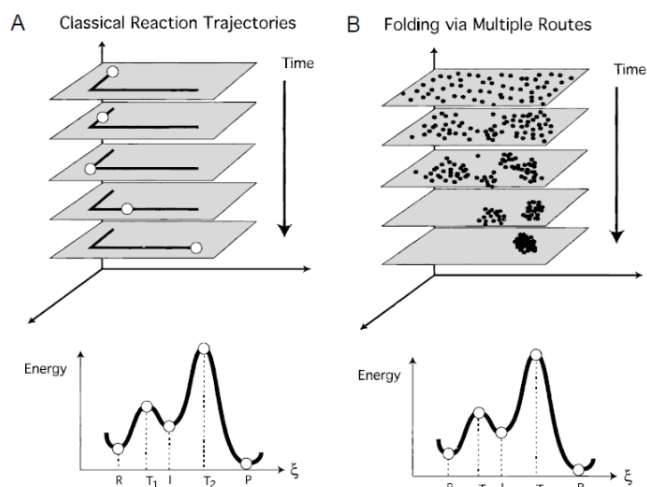 A Classical Reaction Trajectories
Time
Energy
R T1 I T2 P ξ
B Folding via Multiple Routes
Time
Energy
ξ